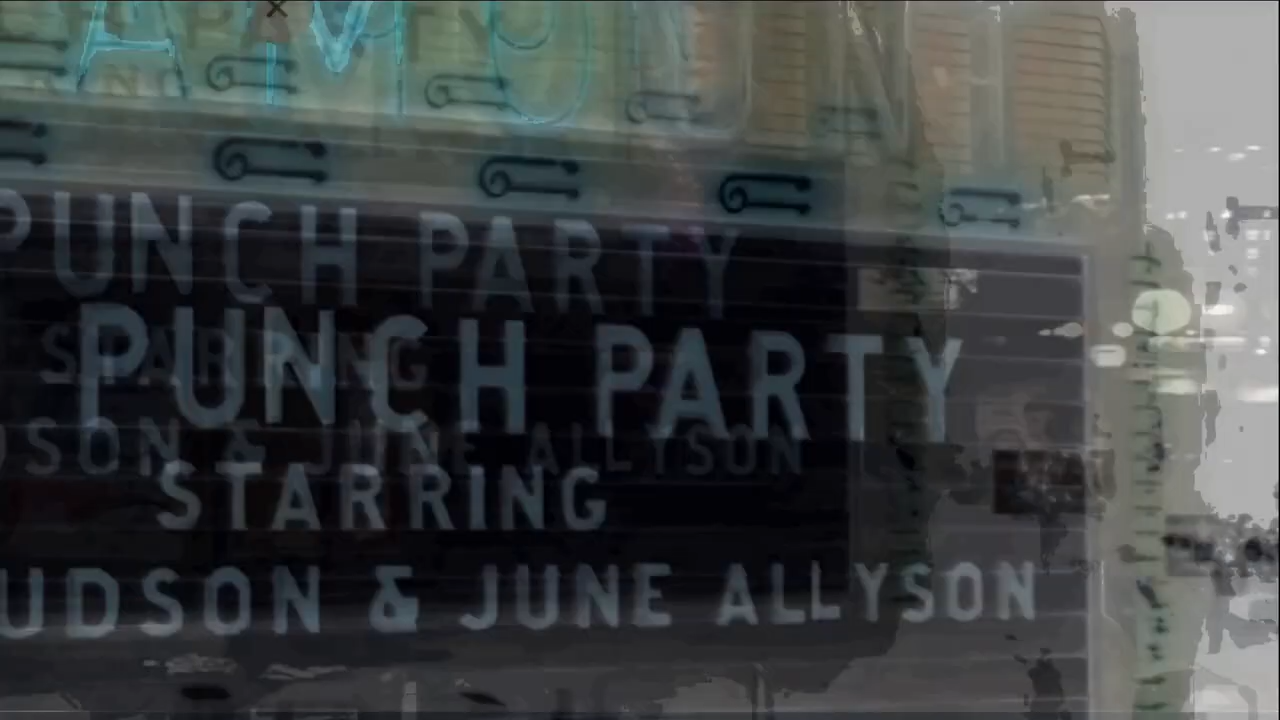 PUNCH PARTY
PUNCH PARTY
STARRING
STARRING
UDSON & JUNE ALLYSON
DSON & JUNE ALLYSON